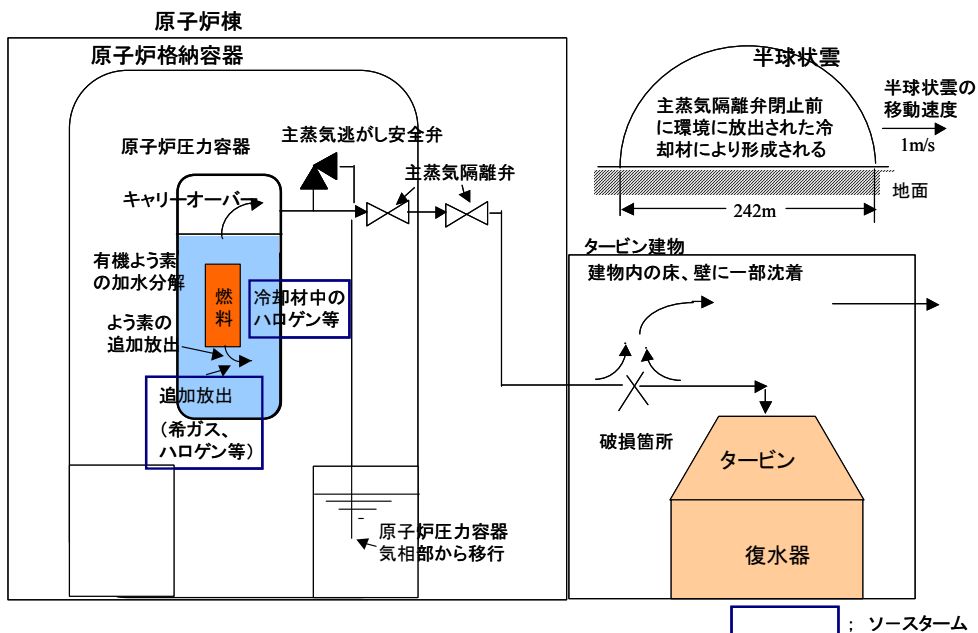 原子炉棟
原子炉格納容器
原子炉圧力容器
主蒸気逃がし安全弁
主蒸気隔離弁
キャリーオーバー
有機よう素
の加水分解
燃
料
冷却材中の
ハロゲン等
よう素の
追加放出
追加放出
(希ガス、
ハロゲン等)
原子炉圧力容器
気相部から移行
半球状雲
主蒸気隔離弁閉止前
に環境に放出された冷
却材により形成される
半球状雲の
移動速度
1m/s
地面
242m
タービン建物
建物内の床、壁に一部沈着
破損箇所
タービン
復水器
; ソースターム